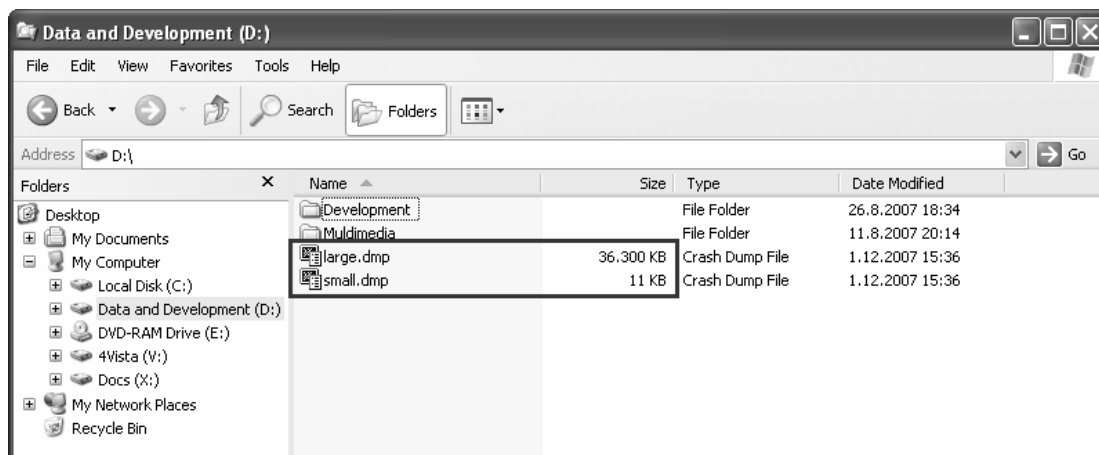 Data and Development (D:)
File Edit View Favorites Tools Help
Back Search Folders
Address D:\ Go
Folders X Name Size Type Date Modified
Desktop
My Documents
My Computer
Local Disk (C:)
Data and Development (D:)
DVD-RAM Drive (E:)
4Vista (V:)
Docs (X:)
My Network Places
Recycle Bin
Development File Folder 26.8.2007 18:34
Muldimedia File Folder 11.8.2007 20:14
large.dmp 36.300 KB Crash Dump File 1.12.2007 15:36
small.dmp 11 KB Crash Dump File 1.12.2007 15:36